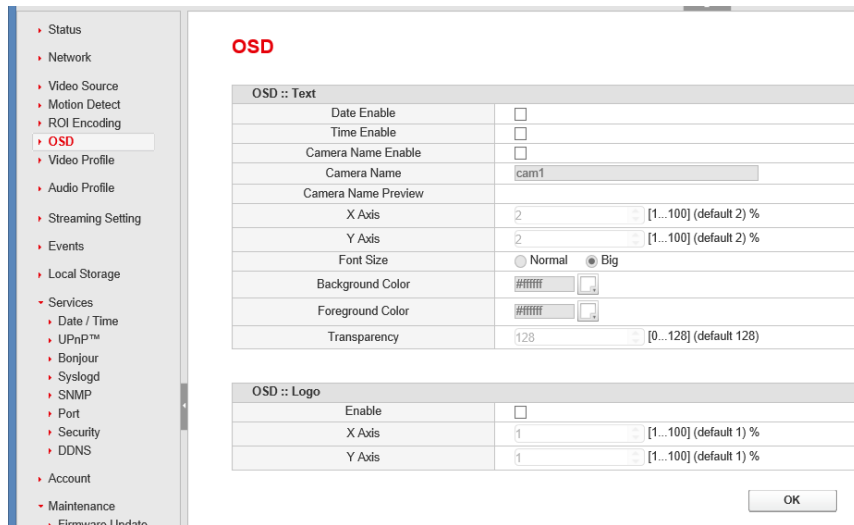 Status
Network
Video Source
Motion Detect
ROI Encoding
OSD
Video Profile
Audio Profile
Streaming Setting
Events
Local Storage
Services
Date / Time
UPnP™
Bonjour
Syslogd
SNMP
Port
Security
DDNS
Account
Maintenance
Firmware Update
OSD
OSD :: Text
Date Enable
Time Enable
Camera Name Enable
Camera Name cam1
Camera Name Preview
X Axis 2 [1...100] (default 2) %
Y Axis 2 [1...100] (default 2) %
Font Size Normal Big
Background Color #ffffff
Foreground Color #ffffff
Transparency 128 [0...128] (default 128)
OSD :: Logo
Enable
X Axis 1 [1...100] (default 1) %
Y Axis 1 [1...100] (default 1) %
OK